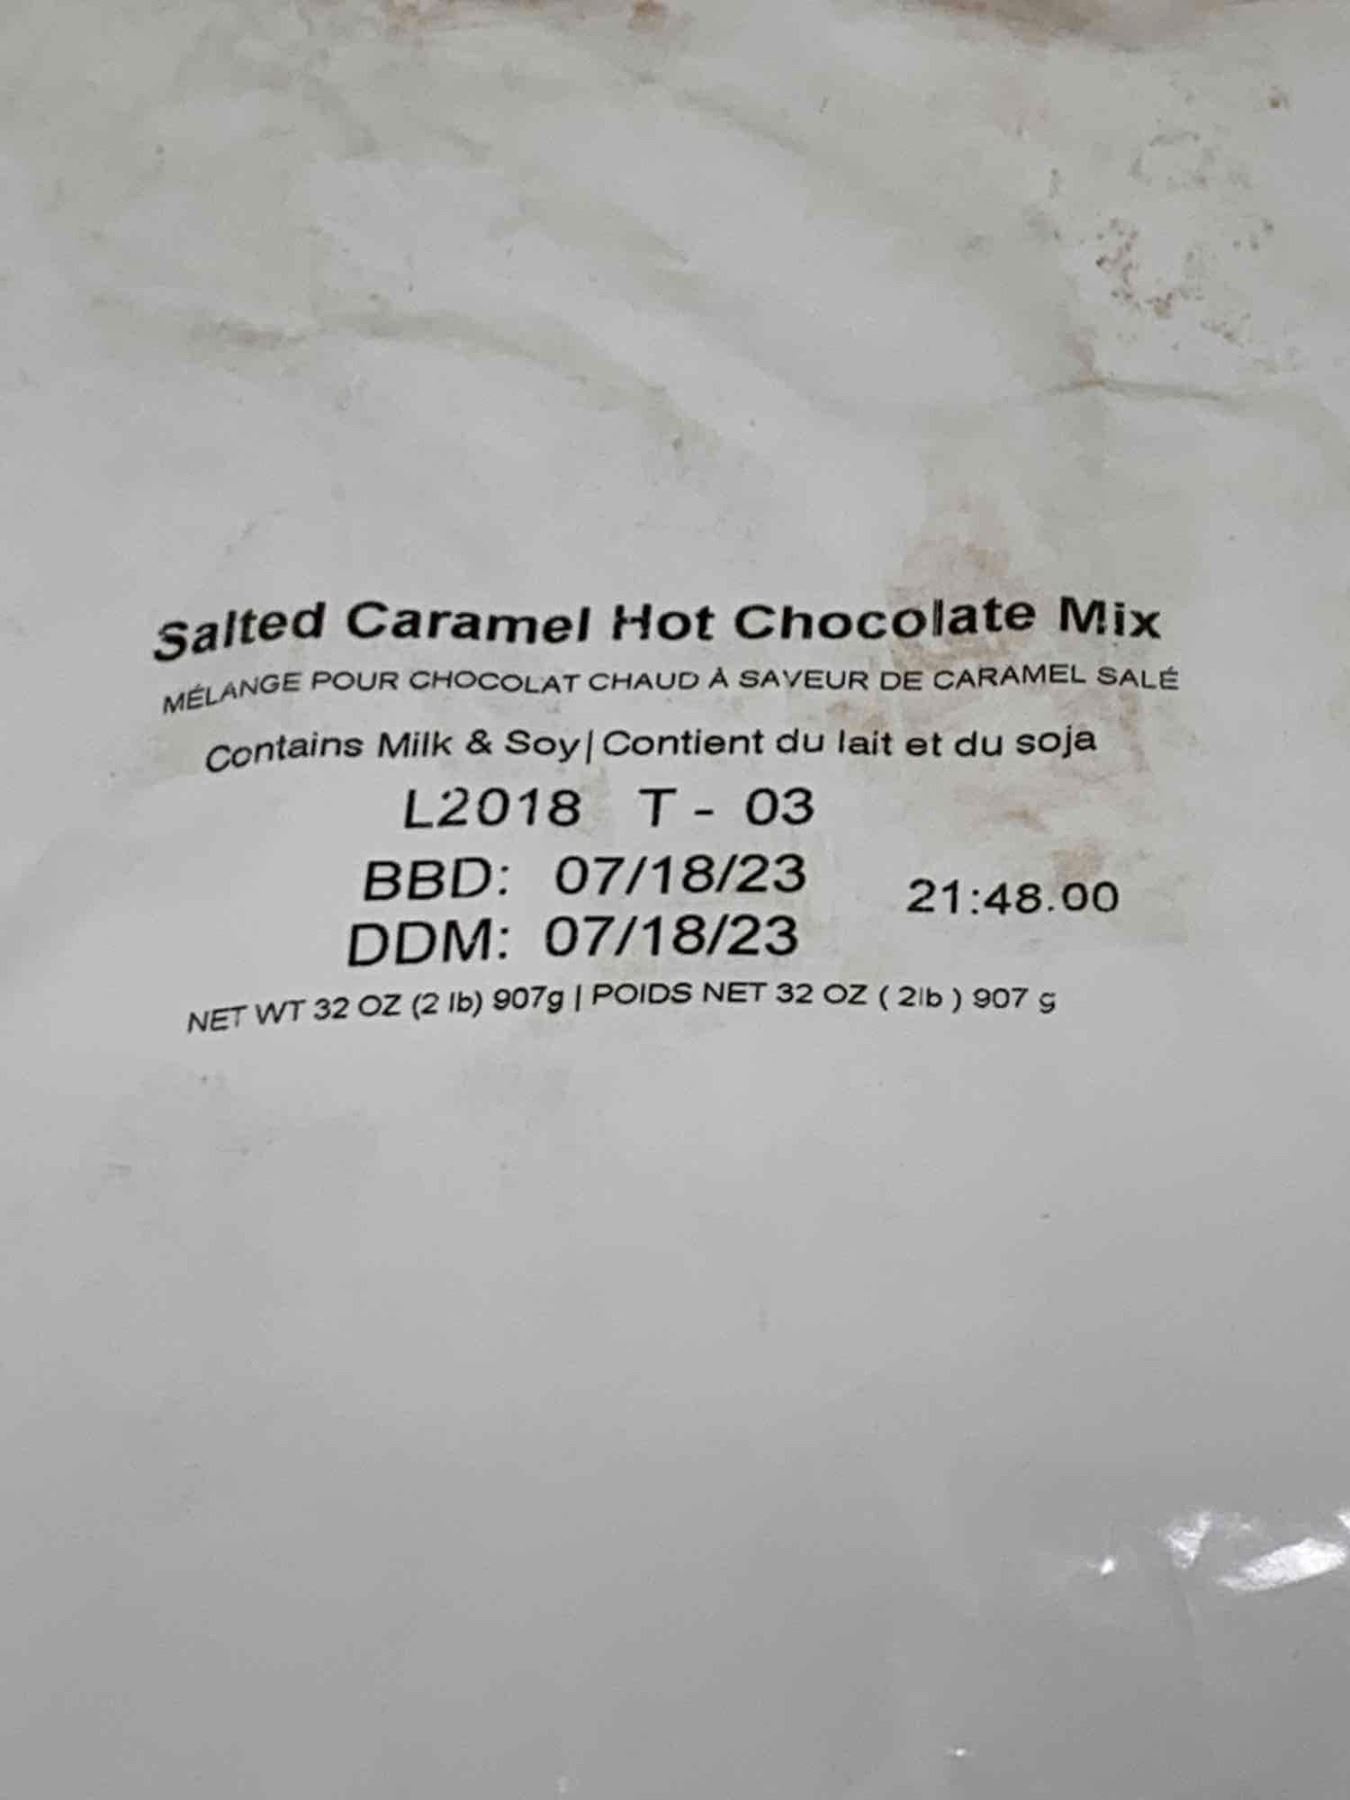 Salted Caramel Hot Chocolate Mix
MÉLANGE POUR CHOCOLAT CHAUD À SAVEUR DE CARAMEL SALÉ
Contains Milk & Soy | Contient du lait et du soja
L2018 T - 03
BBD: 07/18/23 21:48.00
DDM: 07/18/23
NET WT 32 OZ (2 lb) 907g | POIDS NET 32 OZ ( 2lb ) 907 g